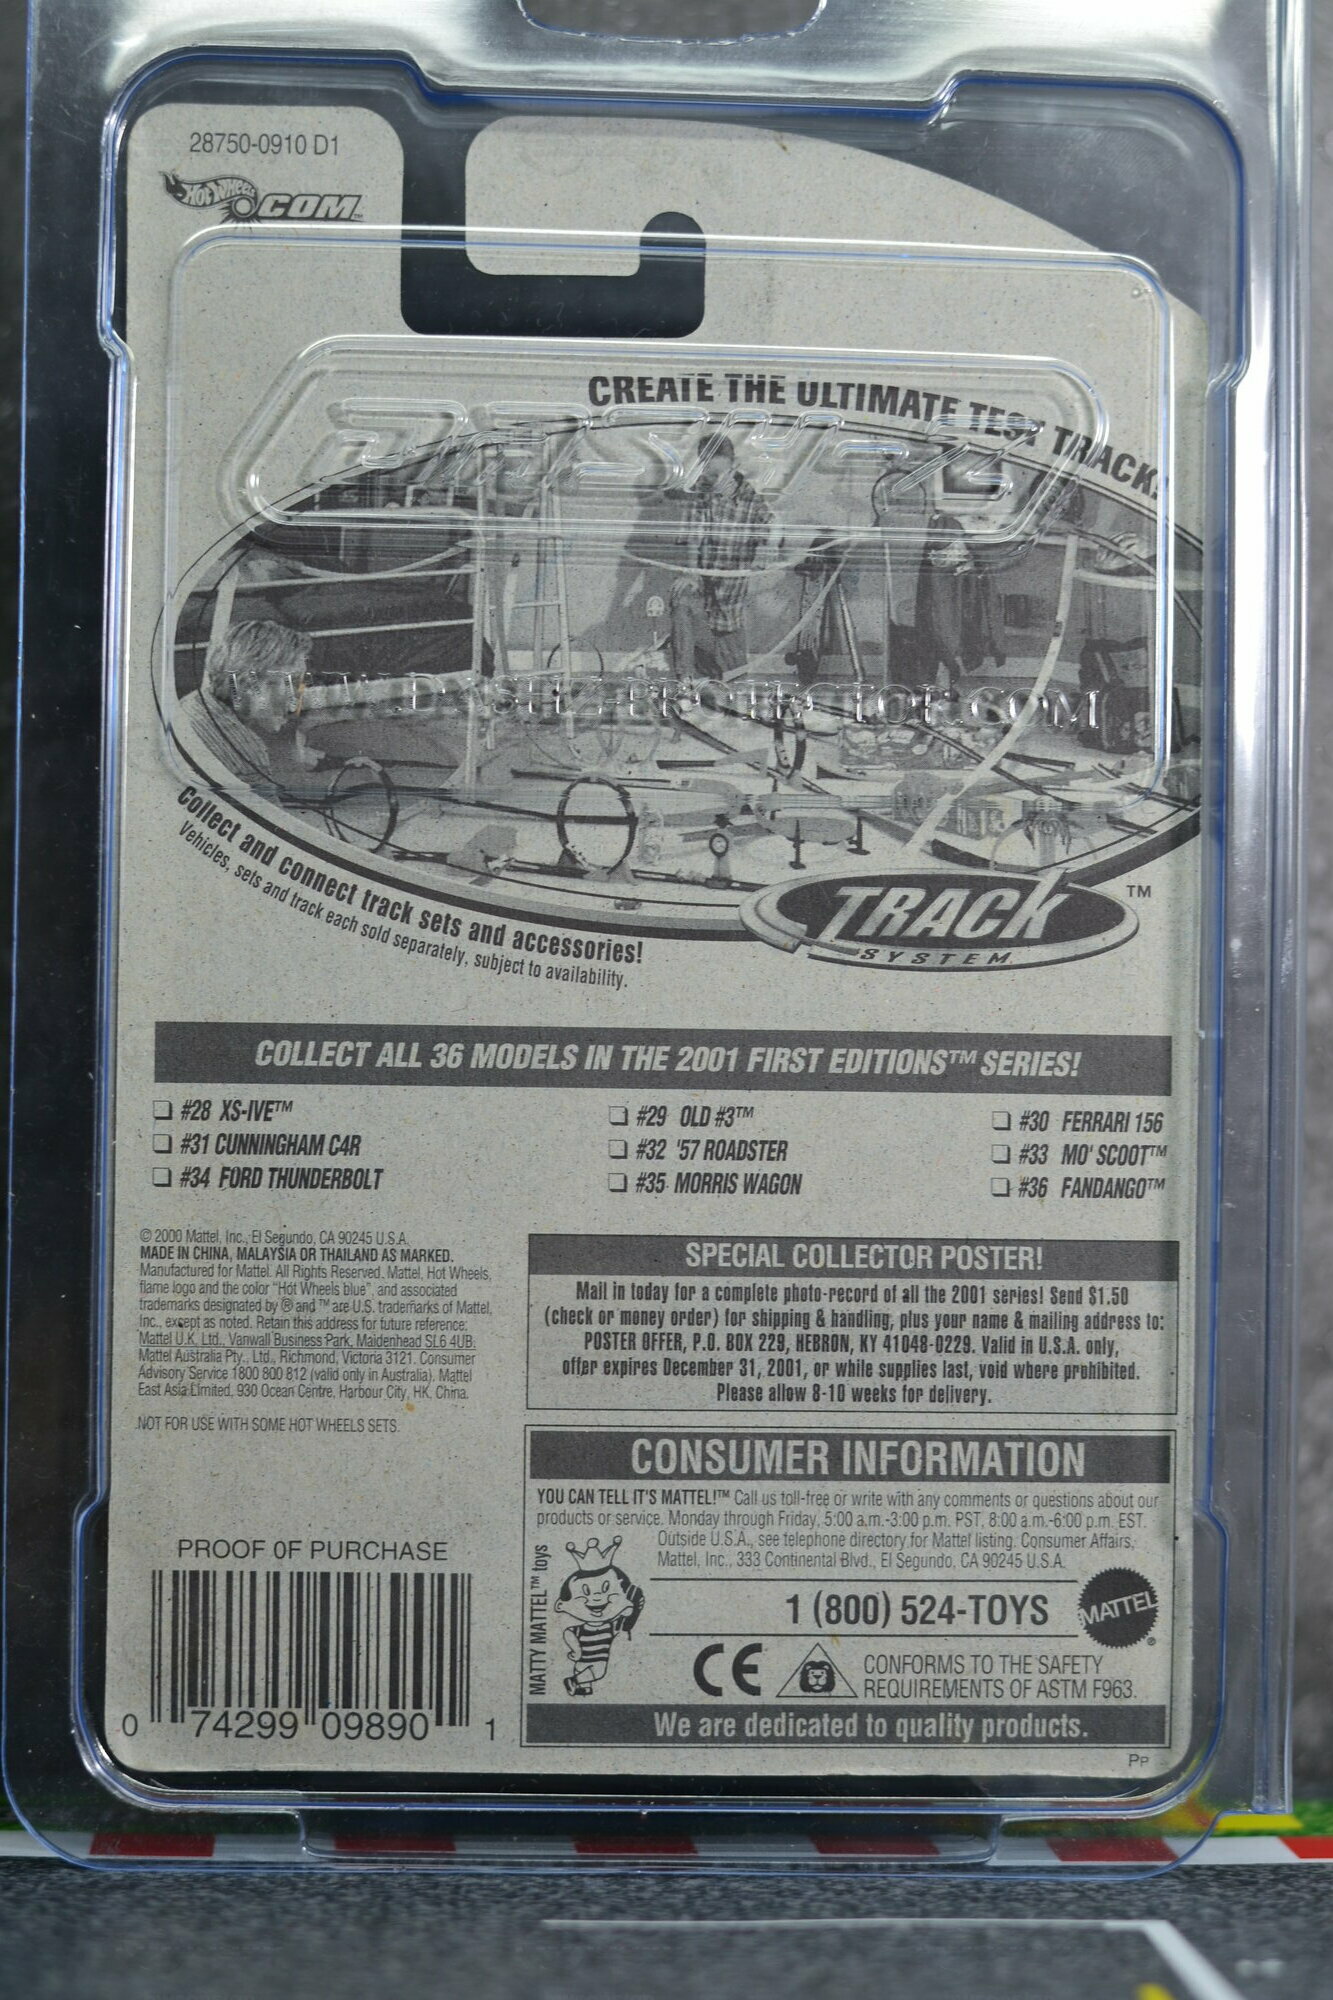 28750-0910 D1
Hot Wheels .COM™
CREATE THE ULTIMATE TEST TRACK!
DASH-Z
WWW.DASHZ-PROTECTOR.COM
Collect and connect track sets and accessories!
Vehicles, sets and track each sold separately, subject to availability.
TRACK™
SYSTEM
COLLECT ALL 36 MODELS IN THE 2001 FIRST EDITIONS™ SERIES!
#28 XS-IVE™ #29 OLD #3™ #30 FERRARI 156
#31 CUNNINGHAM C4R #32 '57 ROADSTER #33 MO' SCOOT™
#34 FORD THUNDERBOLT #35 MORRIS WAGON #36 FANDANGO™
© 2000 Mattel, Inc., El Segundo, CA 90245 U.S.A.
MADE IN CHINA, MALAYSIA OR THAILAND AS MARKED.
Manufactured for Mattel. All Rights Reserved. Mattel, Hot Wheels,
flame logo and the color "Hot Wheels blue", and associated
trademarks designated by ® and ™ are U.S. trademarks of Mattel,
Inc., except as noted. Retain this address for future reference:
Mattel U.K. Ltd., Vanwall Business Park, Maidenhead SL6 4UB.
Mattel Australia Pty., Ltd., Richmond, Victoria 3121. Consumer
Advisory Service 1800 800 812 (valid only in Australia). Mattel
East Asia Limited, 930 Ocean Centre, Harbour City, HK, China.
NOT FOR USE WITH SOME HOT WHEELS SETS.
SPECIAL COLLECTOR POSTER!
Mail in today for a complete photo-record of all the 2001 series! Send $1.50
(check or money order) for shipping & handling, plus your name & mailing address to:
POSTER OFFER, P.O. BOX 229, HEBRON, KY 41048-0229. Valid in U.S.A. only,
offer expires December 31, 2001, or while supplies last, void where prohibited.
Please allow 8-10 weeks for delivery.
CONSUMER INFORMATION
YOU CAN TELL IT'S MATTEL!™ Call us toll-free or write with any comments or questions about our
products or service. Monday through Friday, 5:00 a.m.-3:00 p.m. PST, 8:00 a.m.-6:00 p.m. EST.
Outside U.S.A., see telephone directory for Mattel listing. Consumer Affairs,
Mattel, Inc., 333 Continental Blvd., El Segundo, CA 90245 U.S.A.
MATTY MATTEL™ toys
1 (800) 524-TOYS
MATTEL®
CE
CONFORMS TO THE SAFETY
REQUIREMENTS OF ASTM F963.
We are dedicated to quality products.
PP
PROOF OF PURCHASE
0 74299 09890 1